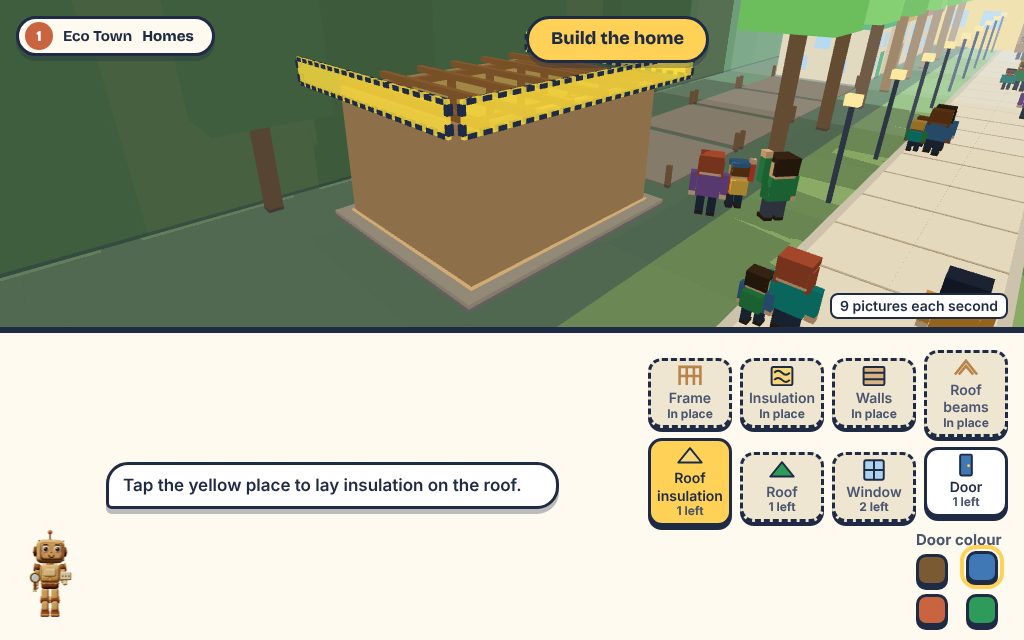 1 Eco Town Homes
Build the home
9 pictures each second
Frame
In place
Insulation
In place
Walls
In place
Roof
beams
In place
Roof
insulation
1 left
Roof
1 left
Window
2 left
Door
1 left
Tap the yellow place to lay insulation on the roof.
Door colour